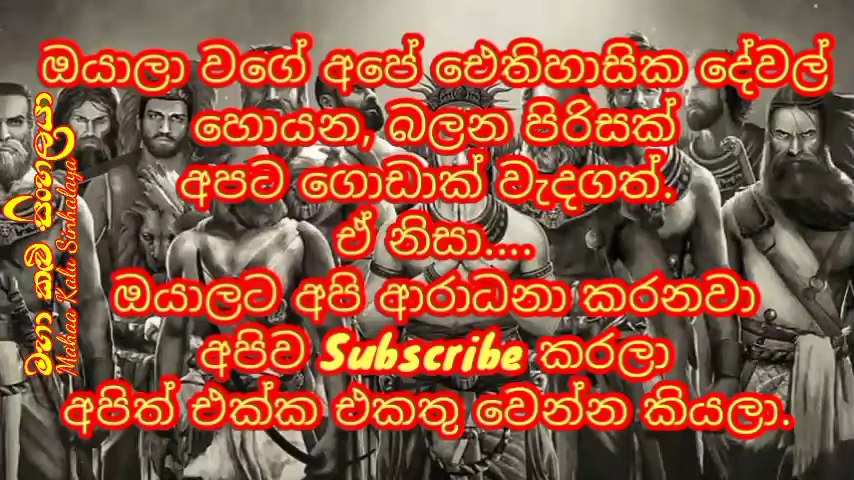 ඔයාලා වගේ අපේ ඓතිහාසික දේවල්
හොයන, බලන පිරිසක්
අපට ගොඩාක් වැදගත්.
ඒ නිසා....
ඔයාලට අපි ආරාධනා කරනවා
අපිව Subscribe කරලා
අපිත් එක්ක එකතු වෙන්න කියලා.
මහා කළු සිංහලයා
Mahaa Kalu Sinhalaya